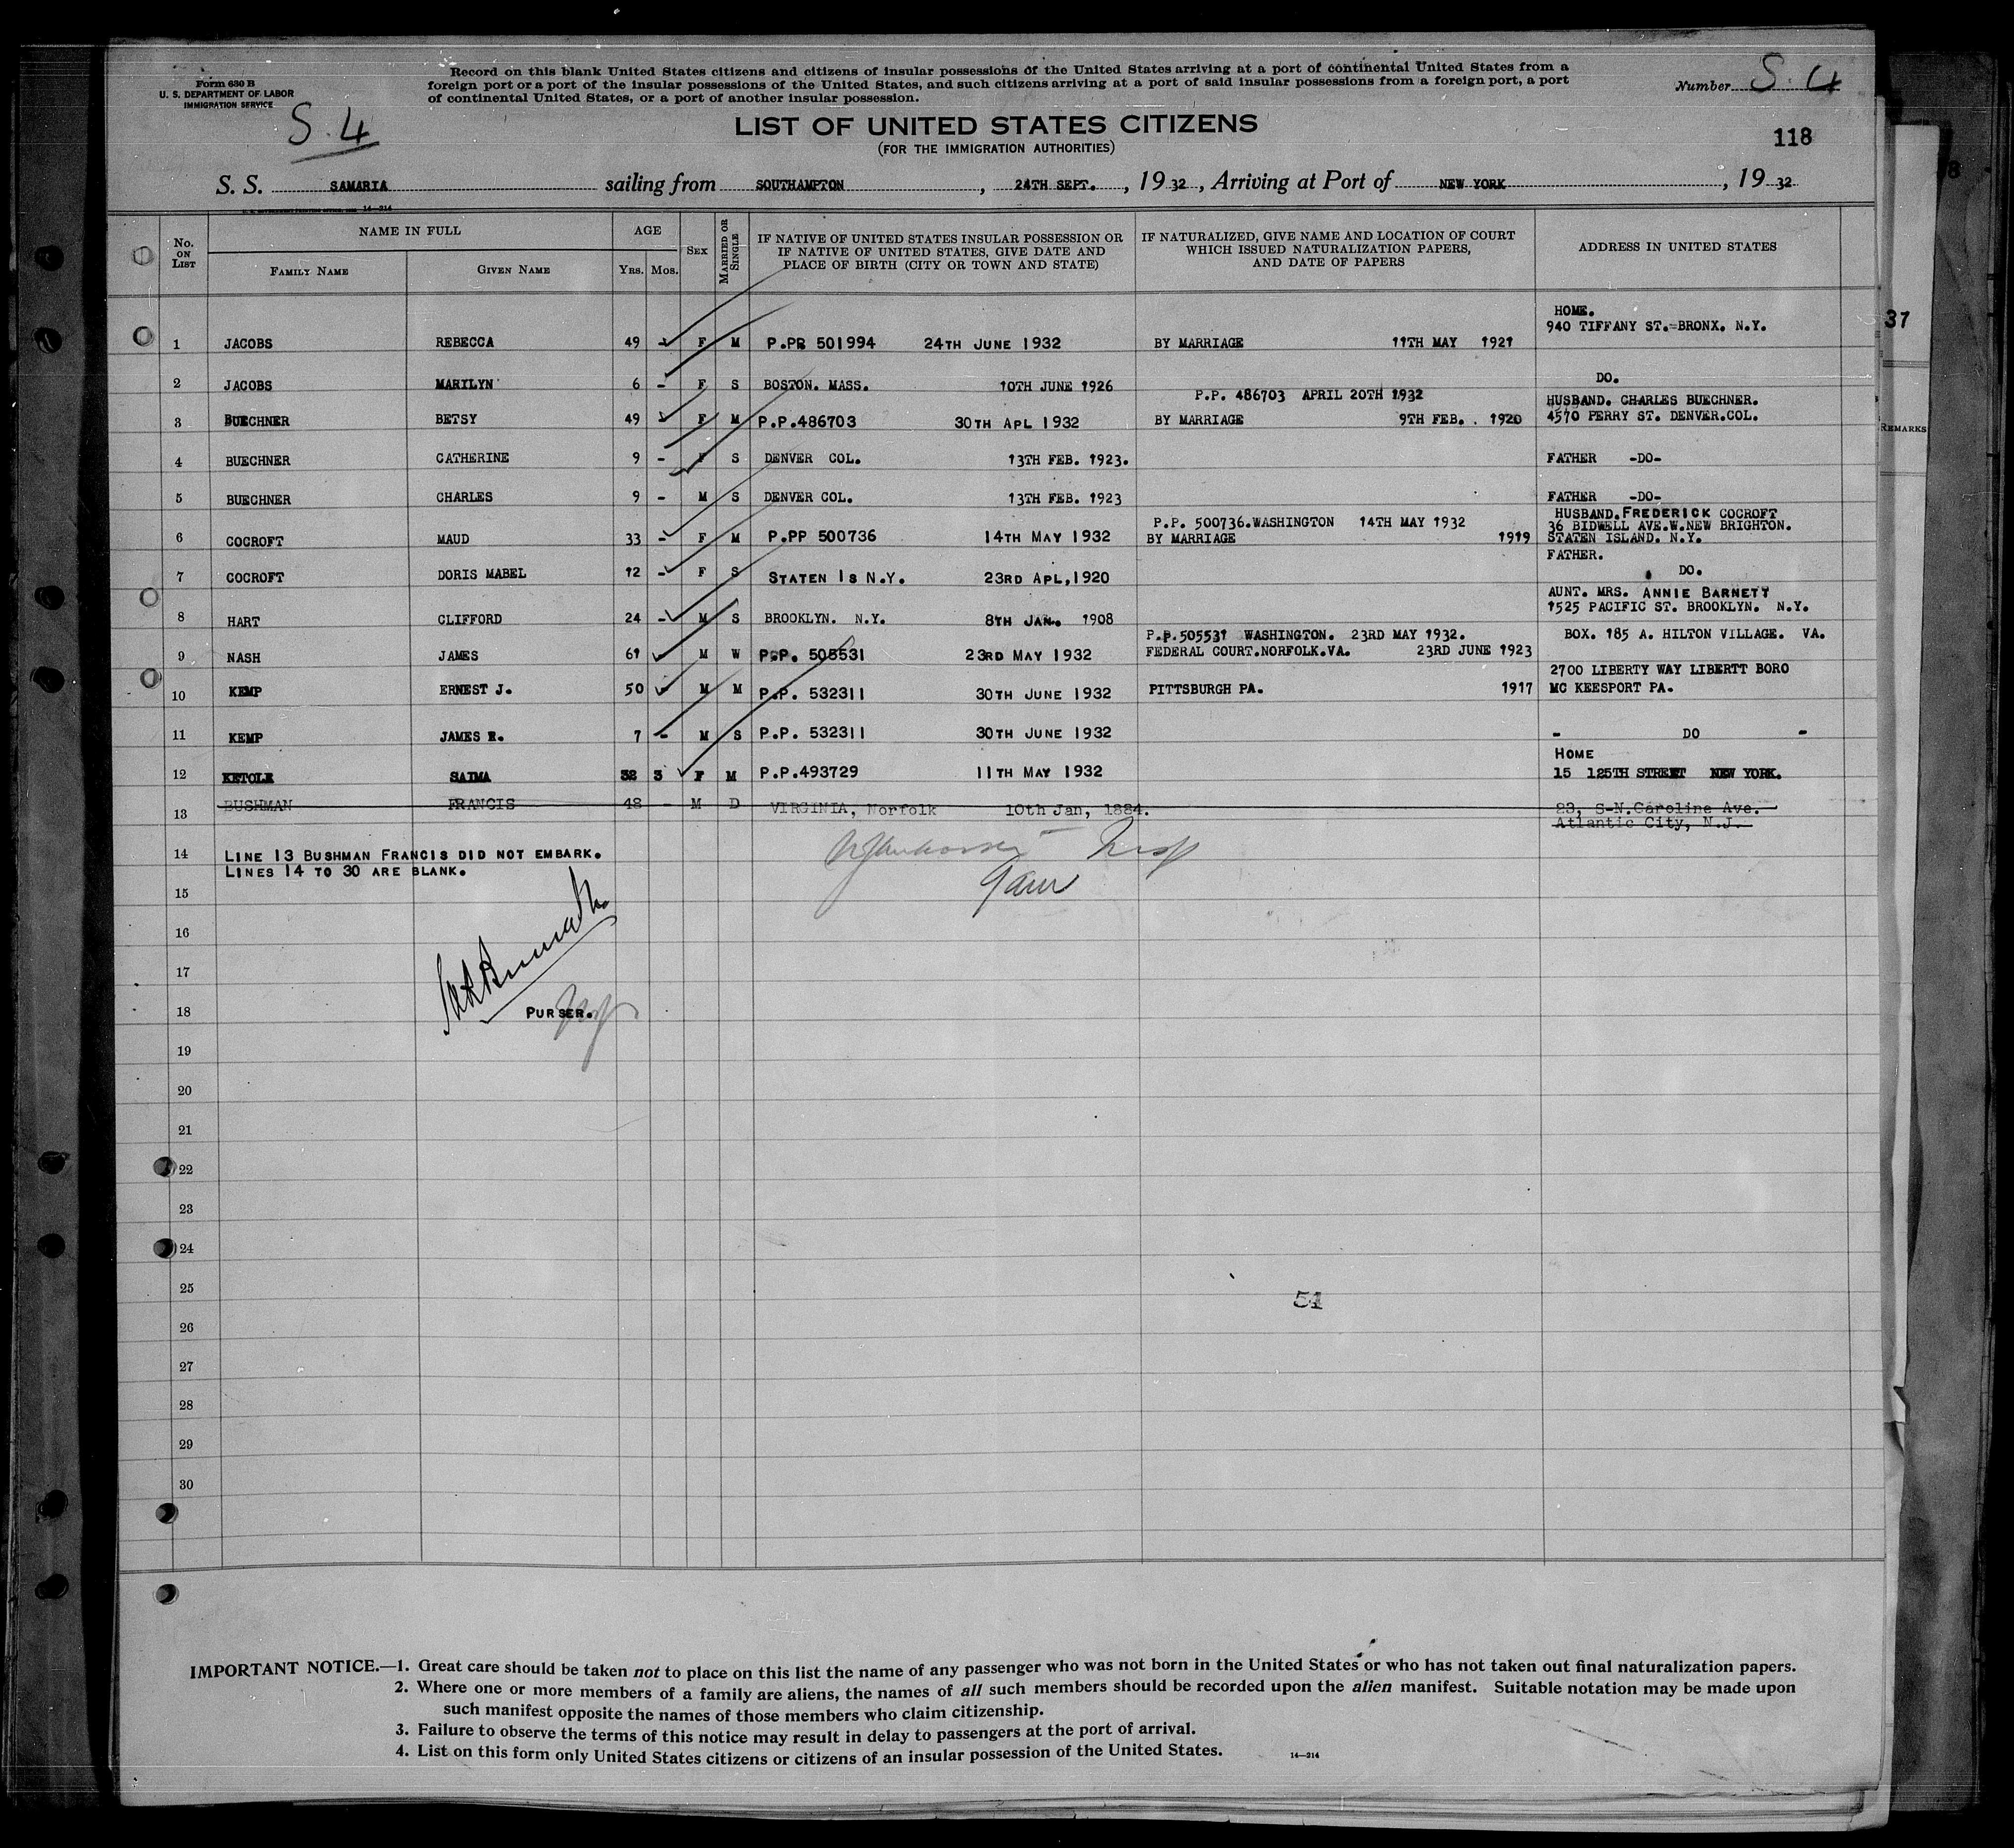 Form 630 B
U. S. DEPARTMENT OF LABOR
IMMIGRATION SERVICE
S. 4
Record on this blank United States citizens and citizens of insular possessions of the United States arriving at a port of continental United States from a
foreign port or a port of the insular possessions of the United States, and such citizens arriving at a port of said insular possessions from a foreign port, a port
of continental United States, or a port of another insular possession.
Number S. 4
LIST OF UNITED STATES CITIZENS
(FOR THE IMMIGRATION AUTHORITIES)
118
S. S. SAMARIA sailing from SOUTHAMPTON, 24TH SEPT., 19 32, Arriving at Port of NEW YORK, 19 32
14—214
No. ON LIST
NAME IN FULL
FAMILY NAME
GIVEN NAME
AGE
YRS. MOS.
SEX
MARRIED OR SINGLE
IF NATIVE OF UNITED STATES INSULAR POSSESSION OR
IF NATIVE OF UNITED STATES, GIVE DATE AND
PLACE OF BIRTH (CITY OR TOWN AND STATE)
IF NATURALIZED, GIVE NAME AND LOCATION OF COURT
WHICH ISSUED NATURALIZATION PAPERS,
AND DATE OF PAPERS
ADDRESS IN UNITED STATES
HOME.
940 TIFFANY ST.=BRONX. N.Y.
1 JACOBS REBECCA 49 - F M P.PR 501994 24TH JUNE 1932 BY MARRIAGE 11TH MAY 1921
DO.
2 JACOBS MARILYN 6 - F S BOSTON. MASS. 10TH JUNE 1926
P.P. 486703 APRIL 20TH 1932
HUSBAND. CHARLES BUECHNER.
3 BUECHNER BETSY 49 F M P.P.486703 30TH APL 1932 BY MARRIAGE 9TH FEB. . 1920 4570 PERRY ST. DENVER.COL.
4 BUECHNER CATHERINE 9 - F S DENVER COL. 13TH FEB. 1923. FATHER -DO-
5 BUECHNER CHARLES 9 - M S DENVER COL. 13TH FEB. 1923 FATHER -DO-
HUSBAND. FREDERICK COCROFT
P.P. 500736.WASHINGTON 14TH MAY 1932 36 BIDWELL AVE.W.NEW BRIGHTON.
6 COCROFT MAUD 33 - F M P.PP 500736 14TH MAY 1932 BY MARRIAGE 1919 STATEN ISLAND. N.Y.
FATHER.
7 COCROFT DORIS MABEL 12 - F S STATEN IS N.Y. 23RD APL,1920 DO.
AUNT. MRS. ANNIE BARNETT
1525 PACIFIC ST. BROOKLYN. N.Y.
8 HART CLIFFORD 24 - M S BROOKLYN. N.Y. 8TH JAN. 1908
P.P.505531 WASHINGTON. 23RD MAY 1932. BOX. 185 A. HILTON VILLAGE. VA.
9 NASH JAMES 61 M W P.P. 505531 23RD MAY 1932 FEDERAL COURT.NORFOLK.VA. 23RD JUNE 1923
2700 LIBERTY WAY LIBERTT BORO
10 KEMP ERNEST J. 50 M M P.P. 532311 30TH JUNE 1932 PITTSBURGH PA. 1917 MC KEESPORT PA.
11 KEMP JAMES R. 7 - M S P.P. 532311 30TH JUNE 1932 - DO -
HOME
12 KETOLE SAIMA 32 3 F M P.P.493729 11TH MAY 1932 15 125TH STREET NEW YORK.
13 BUSHMAN FRANCIS 48 - M D VIRGINIA, Norfolk 10th Jan, 1884. 23, S-N.Caroline Ave.
Atlantic City, N.J.
14 LINE 13 BUSHMAN FRANCIS DID NOT EMBARK.
LINES 14 TO 30 ARE BLANK.
15
16
17
18 PURSER.
19
20
21
22
23
24
25
51
26
27
28
29
30
37
REMARKS
IMPORTANT NOTICE.—1. Great care should be taken not to place on this list the name of any passenger who was not born in the United States or who has not taken out final naturalization papers.
2. Where one or more members of a family are aliens, the names of all such members should be recorded upon the alien manifest. Suitable notation may be made upon
such manifest opposite the names of those members who claim citizenship.
3. Failure to observe the terms of this notice may result in delay to passengers at the port of arrival.
4. List on this form only United States citizens or citizens of an insular possession of the United States.
14—214